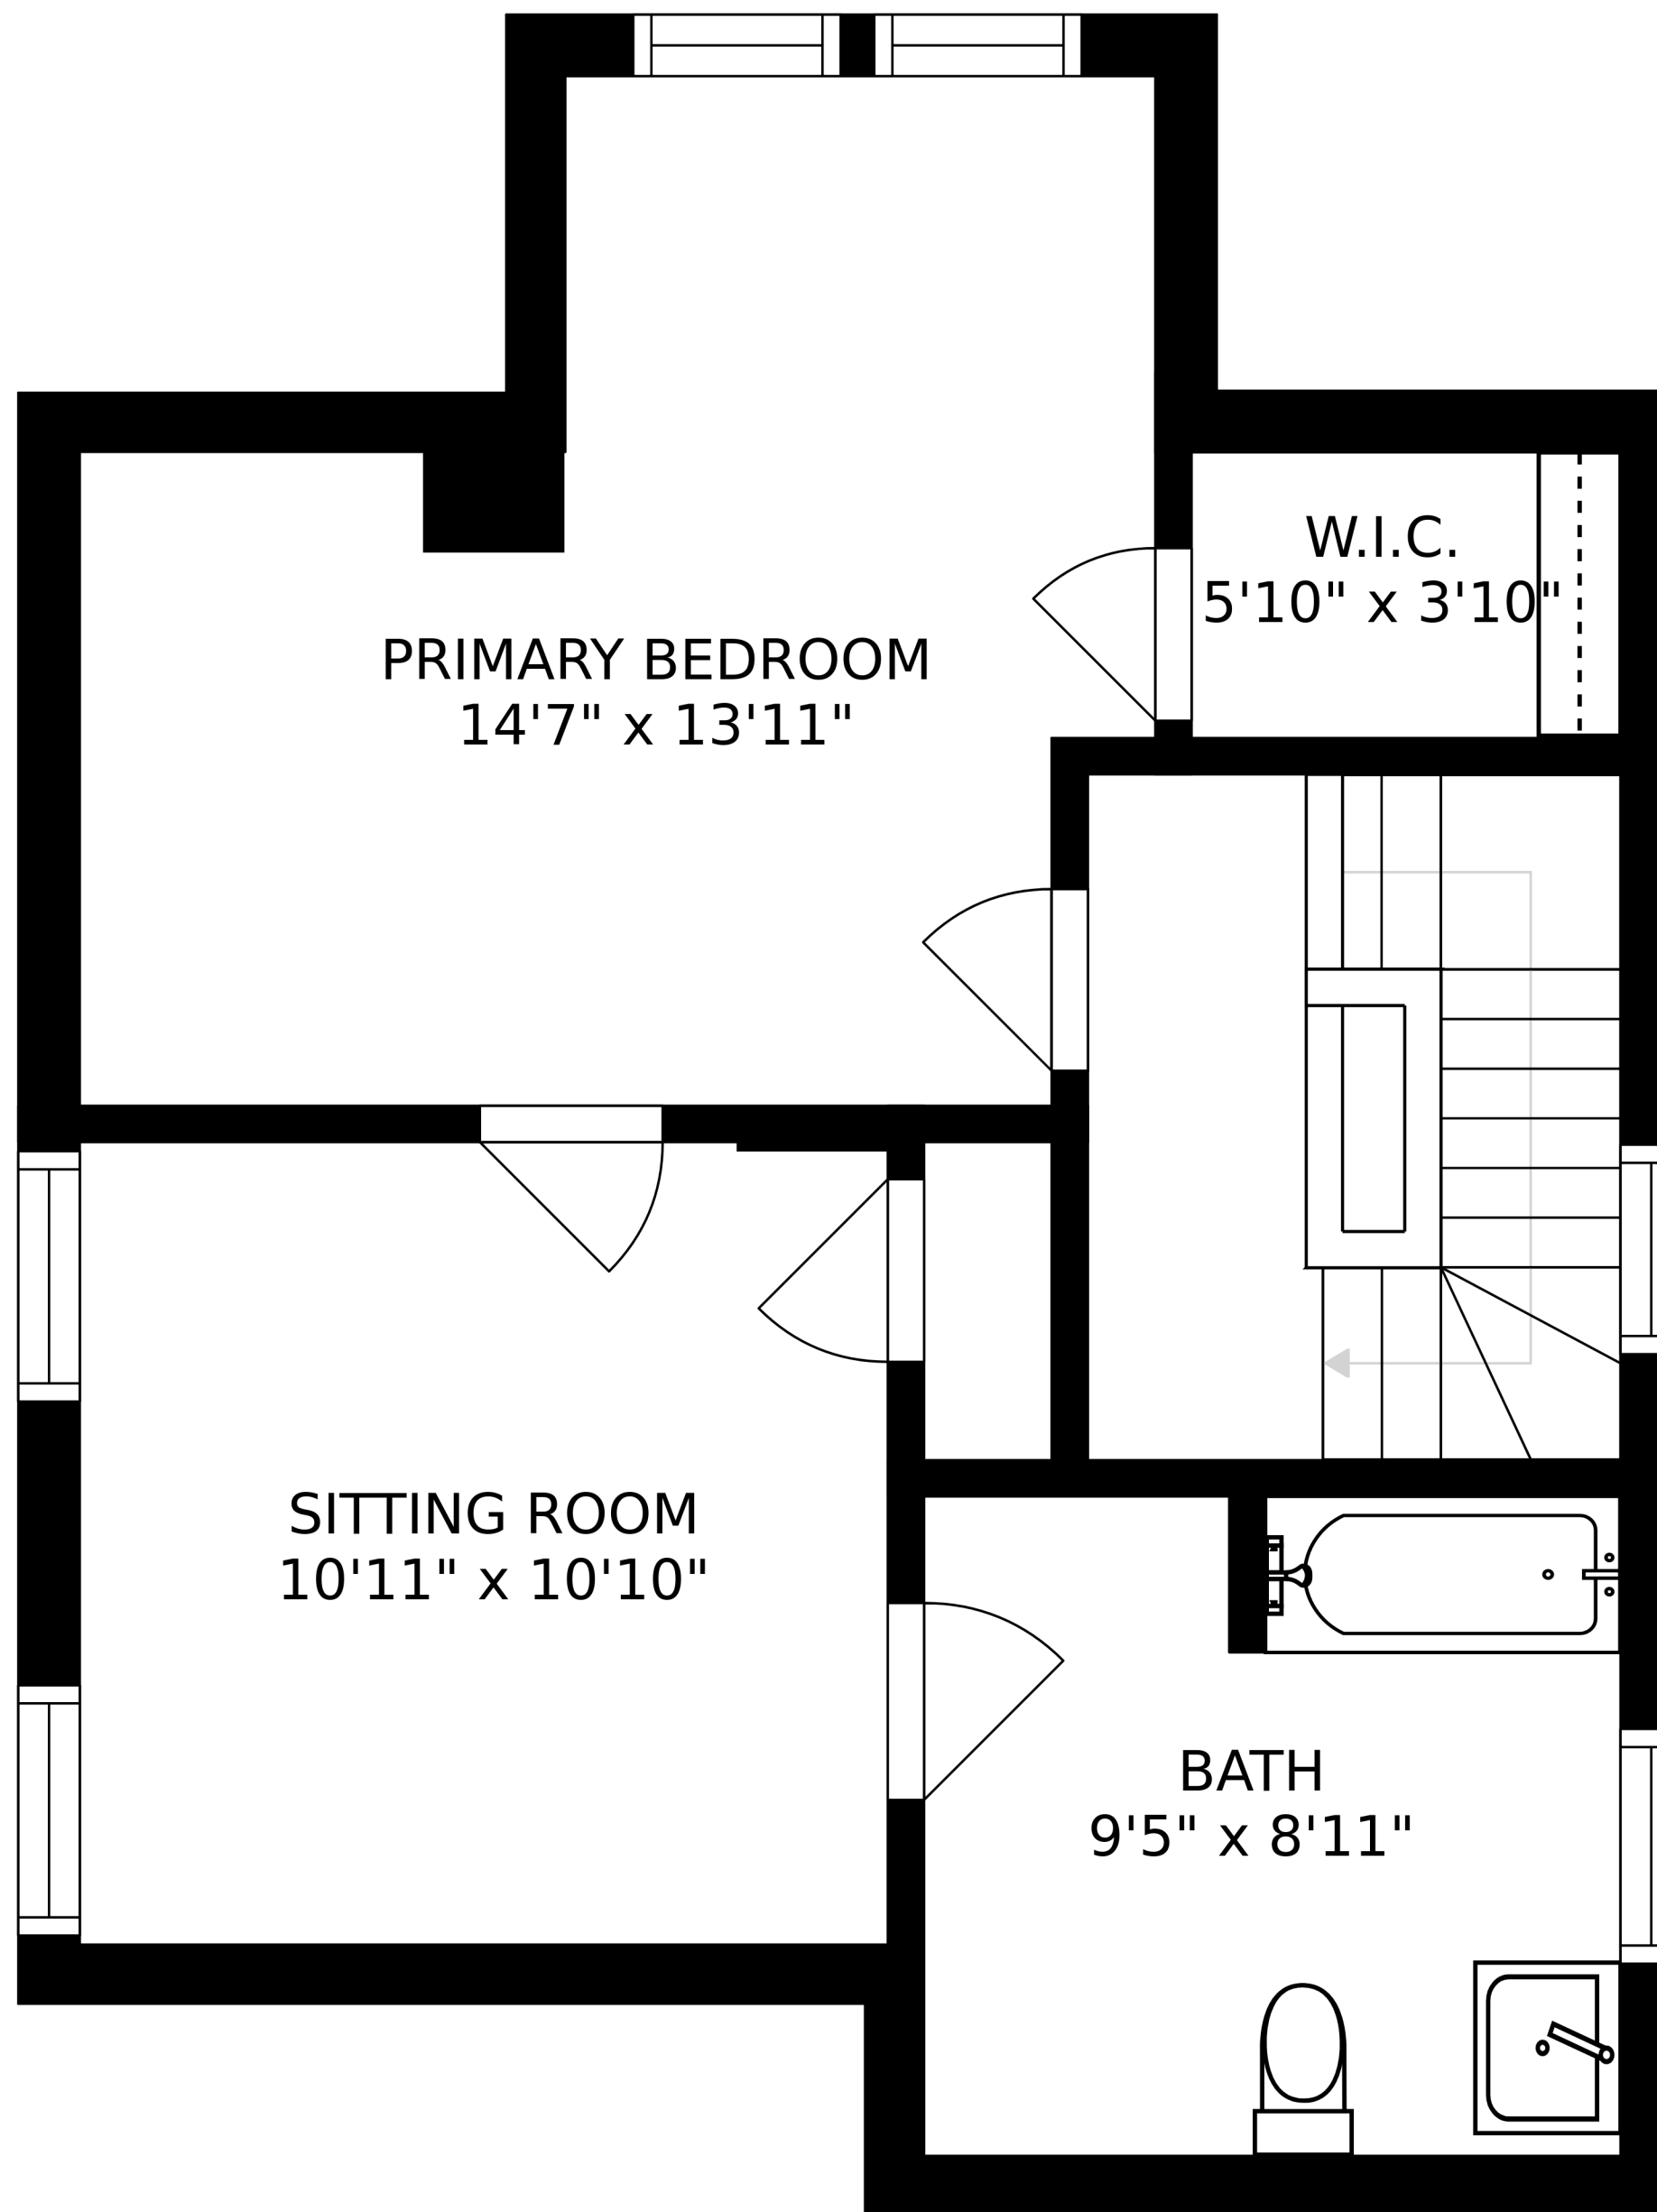 W.I.C.
5'10" x 3'10"
PRIMARY BEDROOM
14'7" x 13'11"
SITTING ROOM
10'11" x 10'10"
BATH
9'5" x 8'11"